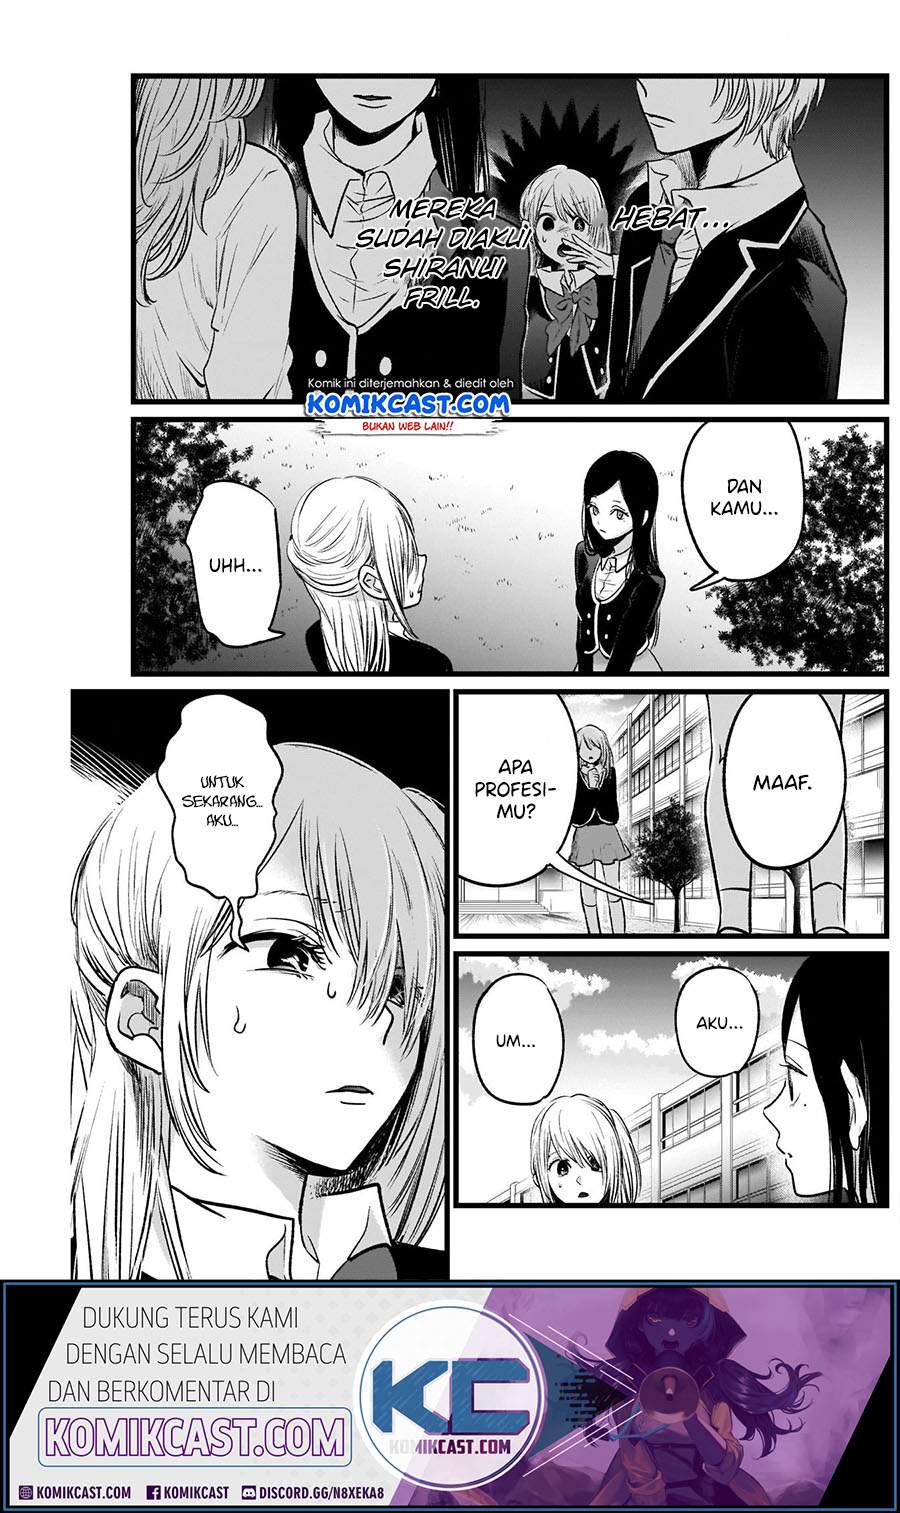 HEBAT...
MEREKA
SUDAH DIAKUI
SHIRANUI
FRILL.
Komik ini diterjemahkan & diedit oleh
KOMIKCAST.COM
BUKAN WEB LAIN!!
DAN
KAMU...
UHH...
MAAF.
APA
PROFESI-
MU?
AKU...
UM...
UNTUK
SEKARANG...
AKU...
DUKUNG TERUS KAMI
DENGAN SELALU MEMBACA
DAN BERKOMENTAR DI
KOMIKCAST.COM
KC
KOMIKCAST.COM
KOMIKCAST.COM
KOMIKCAST
DISCORD.GG/N8XEKA8